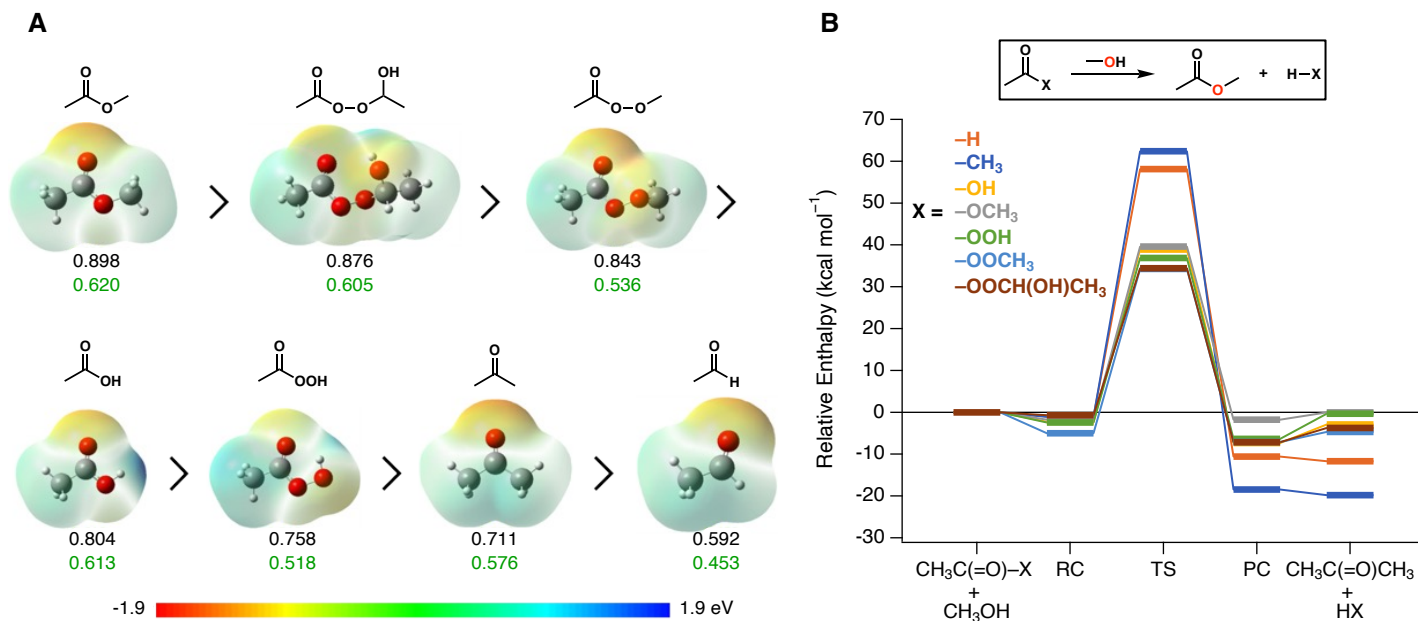 A
O
O
O
OH
O
O
O
O
O
O
>
>
>
0.898
0.876
0.843
0.620
0.605
0.536
O
OH
O
OOH
O
O
H
>
>
>
0.804
0.758
0.711
0.592
0.613
0.518
0.576
0.453
-1.9
1.9 eV
B
O
X
OH
O
O
+
H–X
Relative Enthalpy (kcal mol⁻¹)
70
60
50
40
30
20
10
0
-10
-20
-30
X =
–H
–CH₃
–OH
–OCH₃
–OOH
–OOCH₃
–OOCH(OH)CH₃
CH₃C(=O)–X
+
CH₃OH
RC
TS
PC
CH₃C(=O)CH₃
+
HX